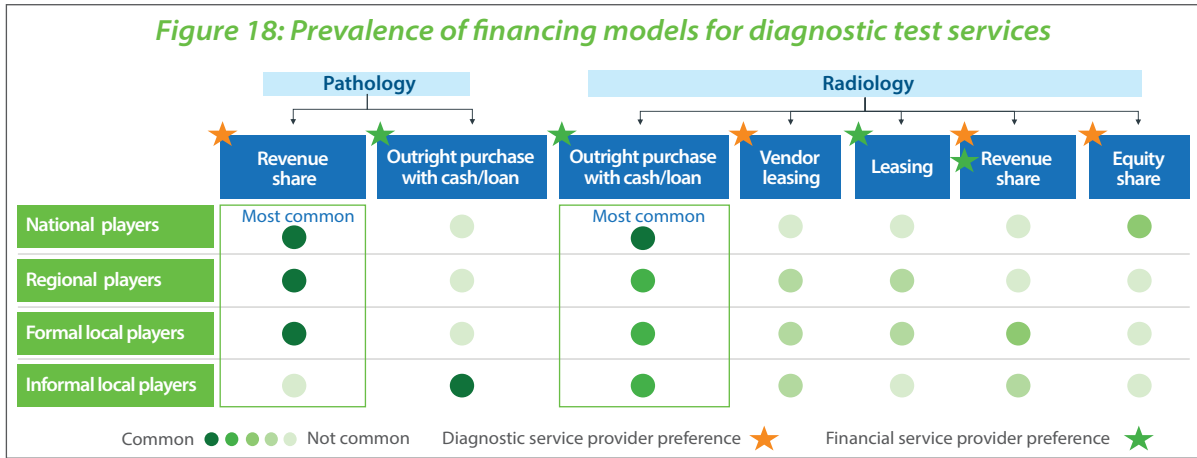 Figure 18: Prevalence of financing models for diagnostic test services
Pathology
Radiology
Revenue
share
Outright purchase
with cash/loan
Outright purchase
with cash/loan
Vendor
leasing
Leasing
Revenue
share
Equity
share
National players
Most common
Most common
Regional players
Formal local players
Informal local players
Common
Not common
Diagnostic service provider preference
Financial service provider preference